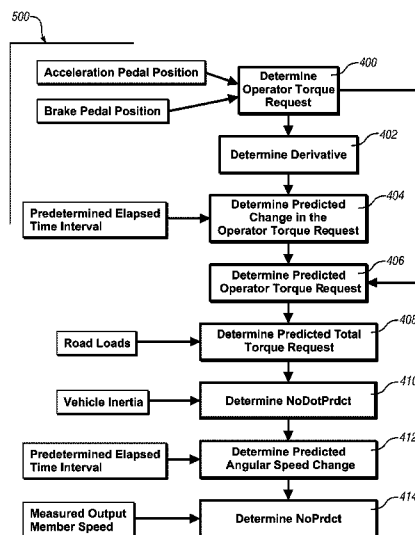 500
Acceleration Pedal Position
Brake Pedal Position
400
Determine
Operator Torque
Request
402
Determine Derivative
Predetermined Elapsed
Time Interval
404
Determine Predicted
Change in the
Operator Torque Request
406
Determine Predicted
Operator Torque Request
408
Road Loads
Determine Predicted Total
Torque Request
410
Vehicle Inertia
Determine NoDotPrdct
412
Predetermined Elapsed
Time Interval
Determine Predicted
Angular Speed Change
414
Measured Output
Member Speed
Determine NoPrdct